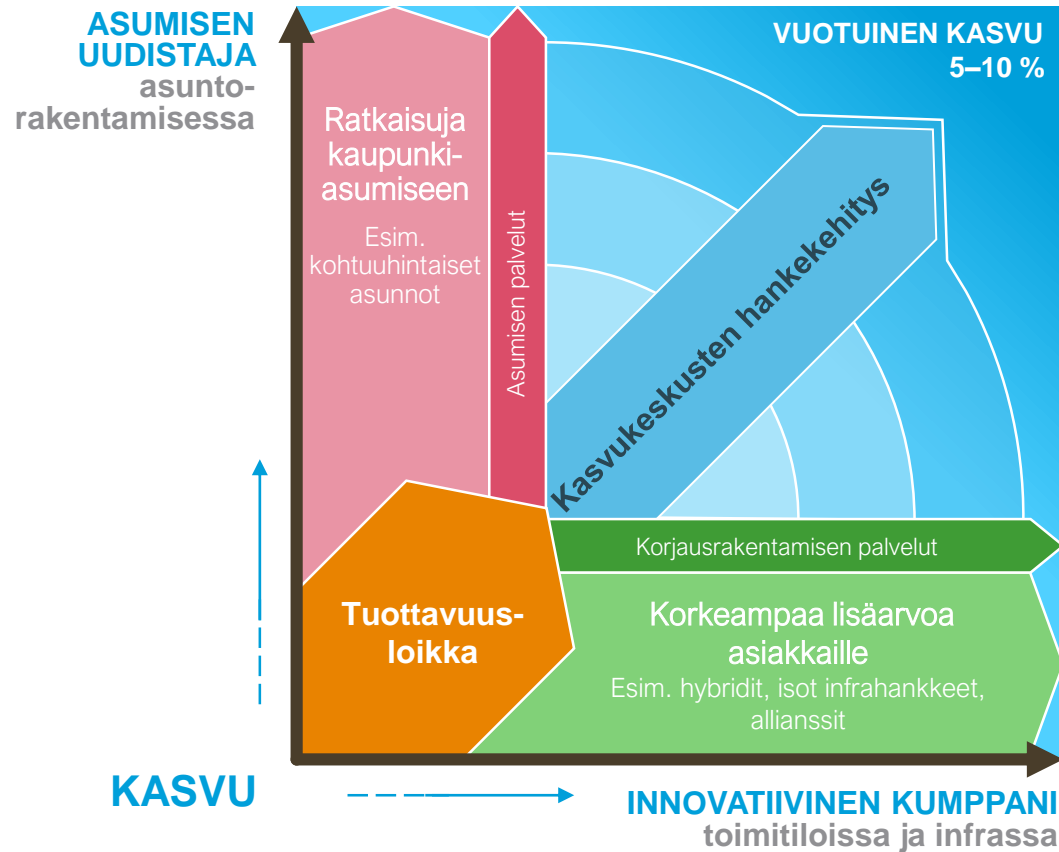 ASUMISEN
UUDISTAJA
asunto-
rakentamisessa
VUOTUINEN KASVU
5–10 %
Ratkaisuja
kaupunki-
asumiseen
Esim.
kohtuuhintaiset
asunnot
Asumisen palvelut
Kasvukeskusten hankekehitys
Korjausrakentamisen palvelut
Tuottavuus-
loikka
Korkeampaa lisäarvoa
asiakkaille
Esim. hybridit, isot infrahankkeet,
allianssit
KASVU
INNOVATIIVINEN KUMPPANI
toimitiloissa ja infrassa